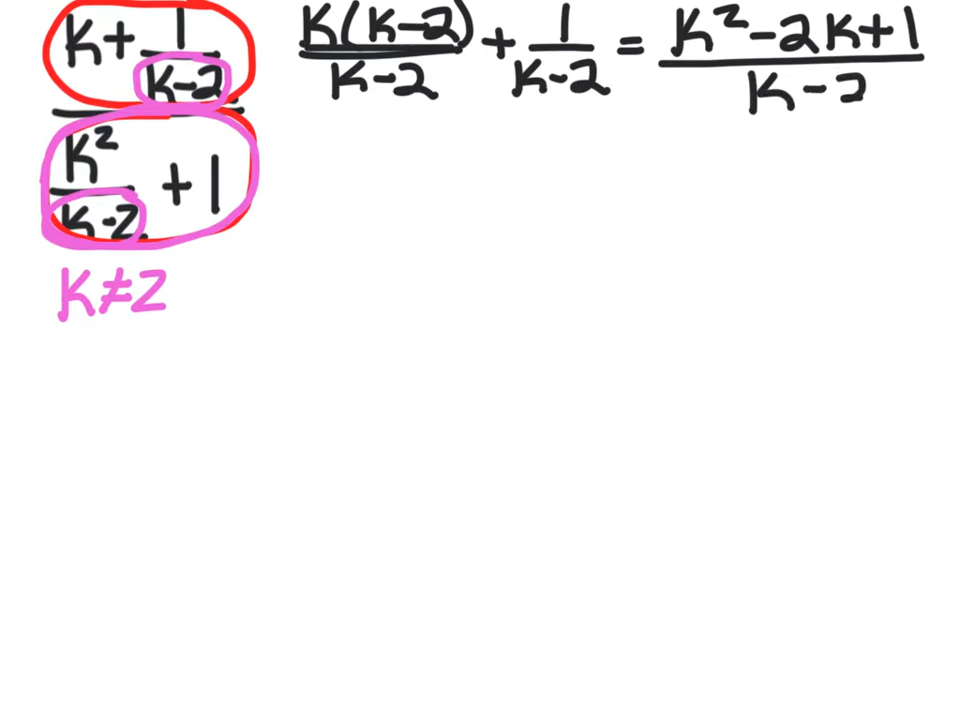 K + 1/(K-2)
K(K-2)/(K-2) + 1/(K-2) = (K² - 2K + 1)/(K-2)
K²/(K-2) + 1
K ≠ 2